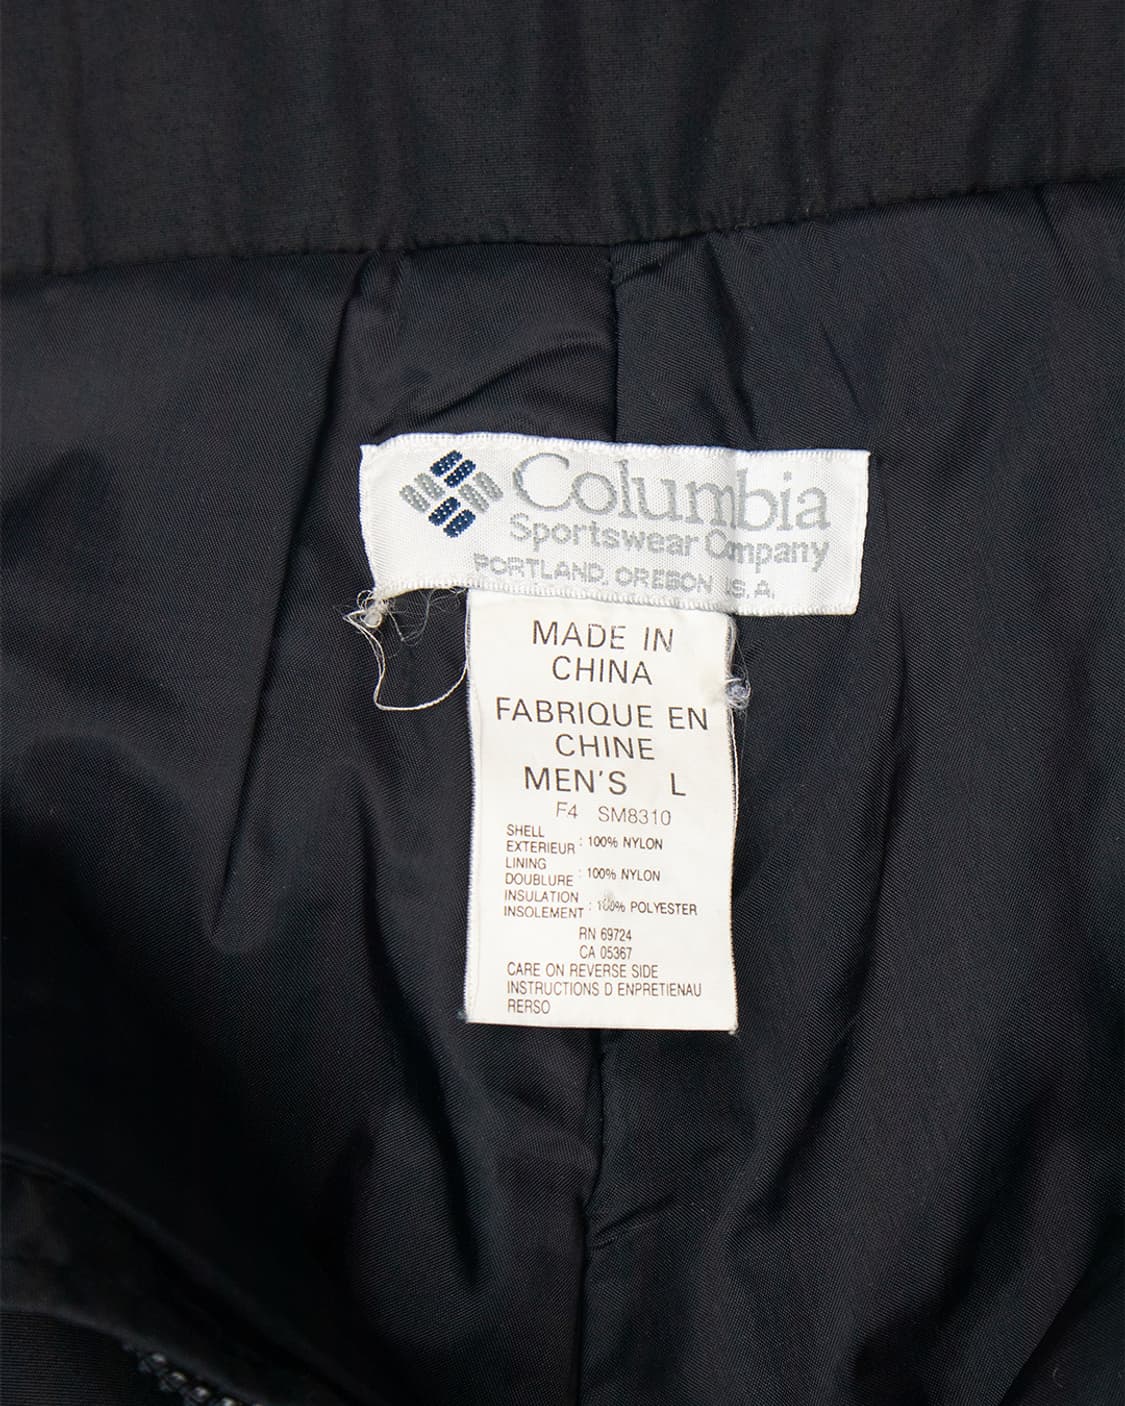 Columbia
Sportswear Company
PORTLAND, OREGON U.S.A.
MADE IN
CHINA
FABRIQUE EN
CHINE
MEN'S L
F4 SM8310
SHELL
EXTERIEUR : 100% NYLON
LINING
DOUBLURE : 100% NYLON
INSULATION
INSOLEMENT : 100% POLYESTER
RN 69724
CA 05367
CARE ON REVERSE SIDE
INSTRUCTIONS D ENPRETIENAU
RERSO